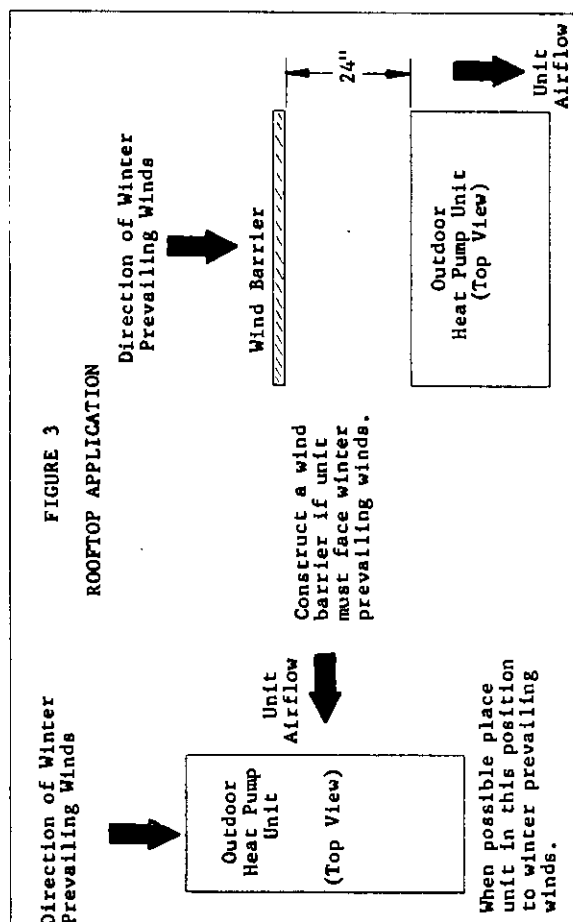 FIGURE 3
ROOFTOP APPLICATION
Direction of Winter
Prevailing Winds
Outdoor
Heat Pump
Unit
(Top View)
Unit
Airflow
When possible place
unit in this position
to winter prevailing
winds.
Construct a wind
barrier if unit
must face winter
prevailing winds.
Direction of Winter
Prevailing Winds
Wind Barrier
24"
Outdoor
Heat Pump Unit
(Top View)
Unit
Airflow